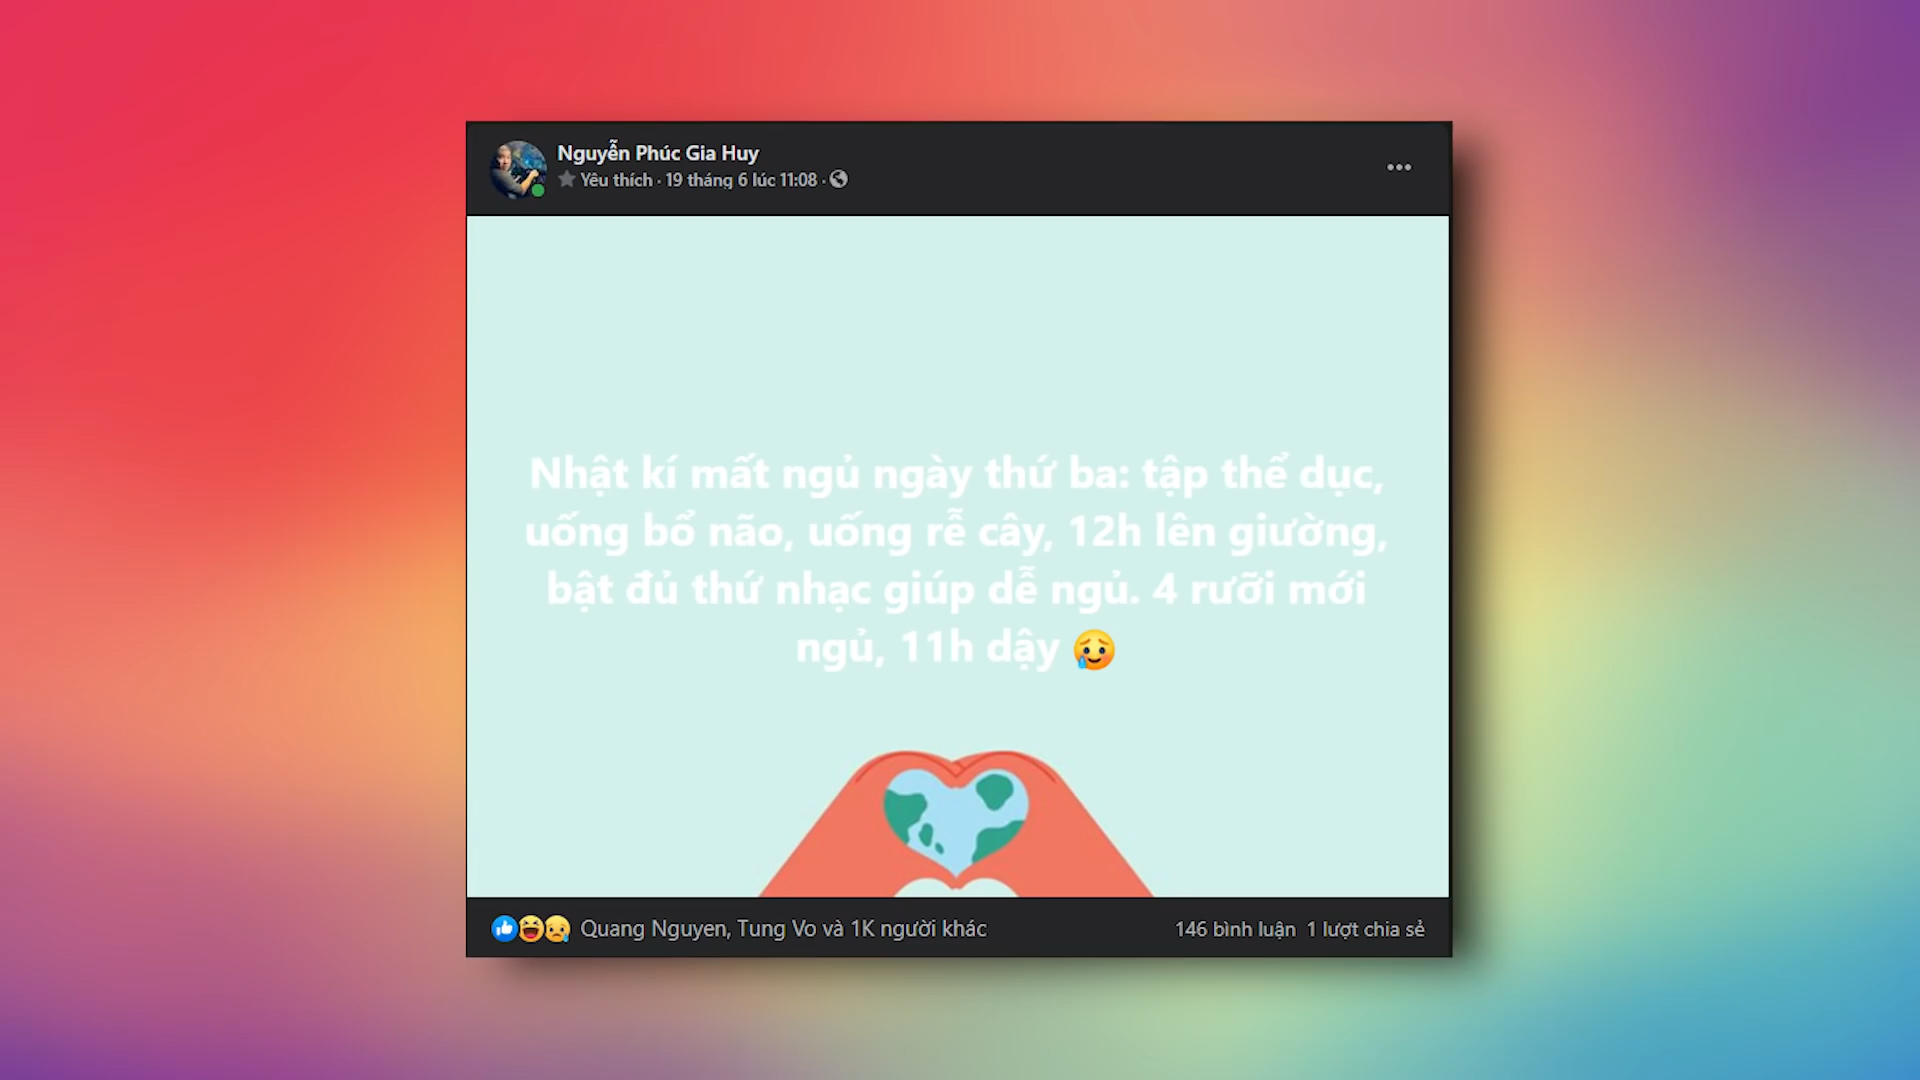 Nguyễn Phúc Gia Huy
Yêu thích · 19 tháng 6 lúc 11:08 ·
Nhật kí mất ngủ ngày thứ ba: tập thể dục,
uống bổ não, uống rễ cây, 12h lên giường,
bật đủ thứ nhạc giúp dễ ngủ. 4 rưỡi mới
ngủ, 11h dậy 🥲
Quang Nguyen, Tung Vo và 1K người khác
146 bình luận 1 lượt chia sẻ